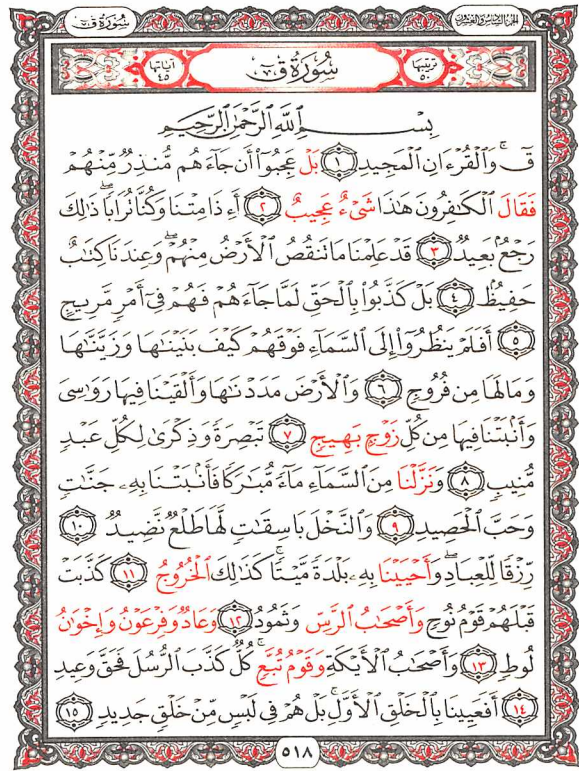 سُورَةُ ق
الجزء السادس والعشرون
آياتها ٤٥
سُورَةُ ق
ترتيبها ٥٠
بِسْمِ ٱللَّهِ ٱلرَّحْمَٰنِ ٱلرَّحِيمِ
قٓ ۚ وَٱلْقُرْءَانِ ٱلْمَجِيدِ ١ بَلْ عَجِبُوٓا۟ أَن جَآءَهُم مُّنذِرٌ مِّنْهُمْ
فَقَالَ ٱلْكَٰفِرُونَ هَٰذَا شَىْءٌ عَجِيبٌ ٢ أَءِذَا مِتْنَا وَكُنَّا تُرَابًا ۖ ذَٰلِكَ
رَجْعٌۢ بَعِيدٌ ٣ قَدْ عَلِمْنَا مَا تَنقُصُ ٱلْأَرْضُ مِنْهُمْ ۖ وَعِندَنَا كِتَٰبٌ
حَفِيظٌۢ ٤ بَلْ كَذَّبُوا۟ بِٱلْحَقِّ لَمَّا جَآءَهُمْ فَهُمْ فِىٓ أَمْرٍ مَّرِيجٍ
٥ أَفَلَمْ يَنظُرُوٓا۟ إِلَى ٱلسَّمَآءِ فَوْقَهُمْ كَيْفَ بَنَيْنَٰهَا وَزَيَّنَّٰهَا
وَمَا لَهَا مِن فُرُوجٍ ٦ وَٱلْأَرْضَ مَدَدْنَٰهَا وَأَلْقَيْنَا فِيهَا رَوَٰسِىَ
وَأَنۢبَتْنَا فِيهَا مِن كُلِّ زَوْجٍۭ بَهِيجٍ ٧ تَبْصِرَةً وَذِكْرَىٰ لِكُلِّ عَبْدٍ
مُّنِيبٍ ٨ وَنَزَّلْنَا مِنَ ٱلسَّمَآءِ مَآءً مُّبَٰرَكًا فَأَنۢبَتْنَا بِهِۦ جَنَّٰتٍ
وَحَبَّ ٱلْحَصِيدِ ٩ وَٱلنَّخْلَ بَاسِقَٰتٍ لَّهَا طَلْعٌ نَّضِيدٌ ١٠
رِّزْقًا لِّلْعِبَادِ ۖ وَأَحْيَيْنَا بِهِۦ بَلْدَةً مَّيْتًا ۚ كَذَٰلِكَ ٱلْخُرُوجُ ١١ كَذَّبَتْ
قَبْلَهُمْ قَوْمُ نُوحٍ وَأَصْحَٰبُ ٱلرَّسِّ وَثَمُودُ ١٢ وَعَادٌ وَفِرْعَوْنُ وَإِخْوَٰنُ
لُوطٍ ١٣ وَأَصْحَٰبُ ٱلْأَيْكَةِ وَقَوْمُ تُبَّعٍ ۚ كُلٌّ كَذَّبَ ٱلرُّسُلَ فَحَقَّ وَعِيدِ
١٤ أَفَعَيِينَا بِٱلْخَلْقِ ٱلْأَوَّلِ ۚ بَلْ هُمْ فِى لَبْسٍ مِّنْ خَلْقٍ جَدِيدٍ ١٥
٥١٨